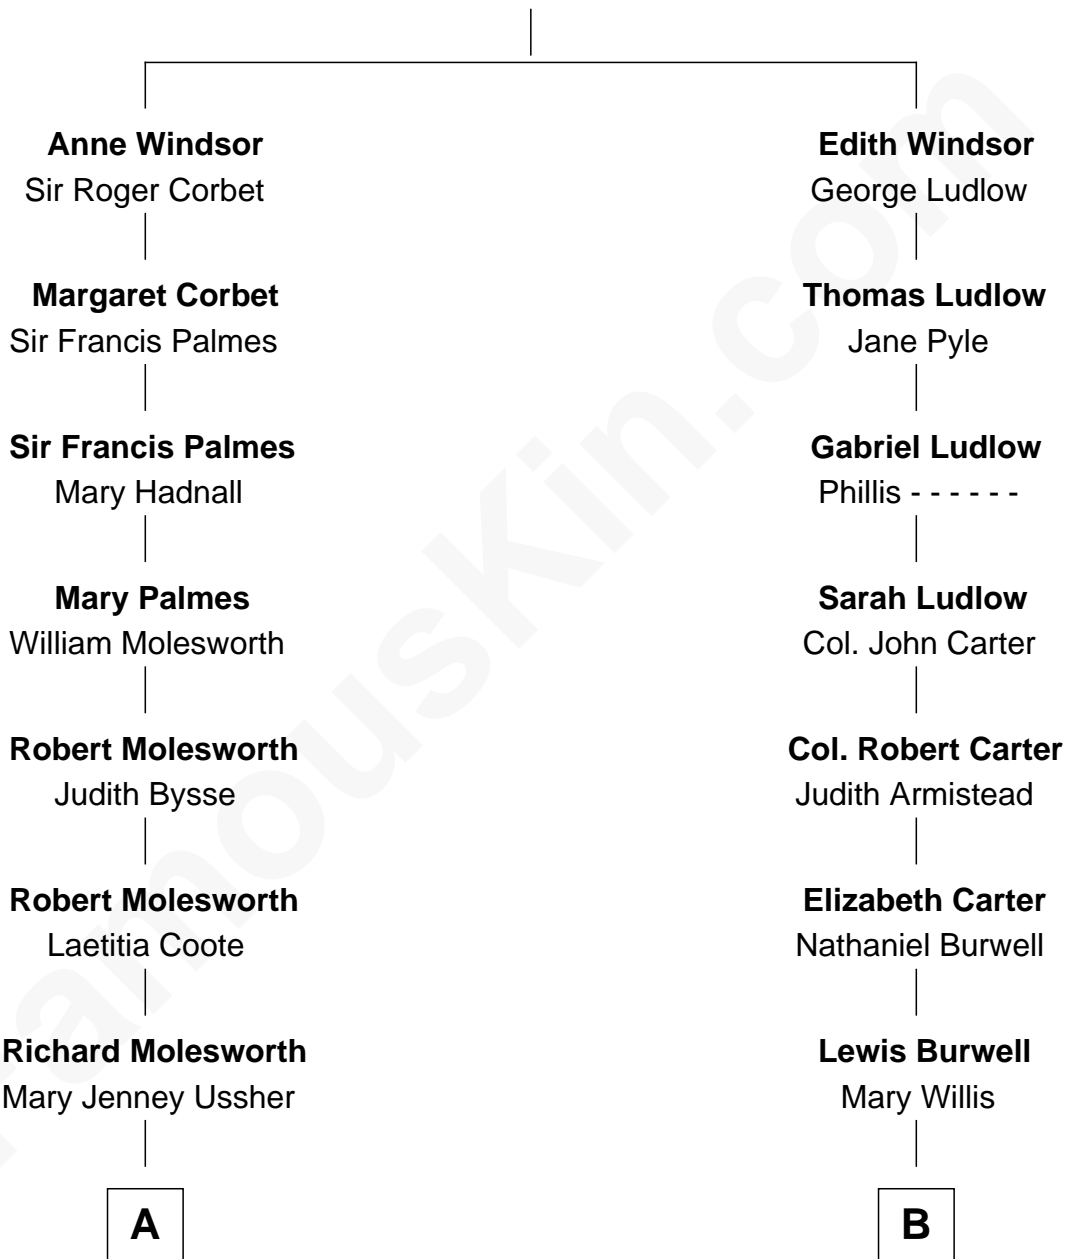 Anne Windsor
Sir Roger Corbet
Edith Windsor
George Ludlow
Margaret Corbet
Sir Francis Palmes
Thomas Ludlow
Jane Pyle
Sir Francis Palmes
Mary Hadnall
Gabriel Ludlow
Phillis - - - - - -
Mary Palmes
William Molesworth
Sarah Ludlow
Col. John Carter
Robert Molesworth
Judith Bysse
Col. Robert Carter
Judith Armistead
Robert Molesworth
Laetitia Coote
Elizabeth Carter
Nathaniel Burwell
Richard Molesworth
Mary Jenney Ussher
Lewis Burwell
Mary Willis
A
B
famouskin.com